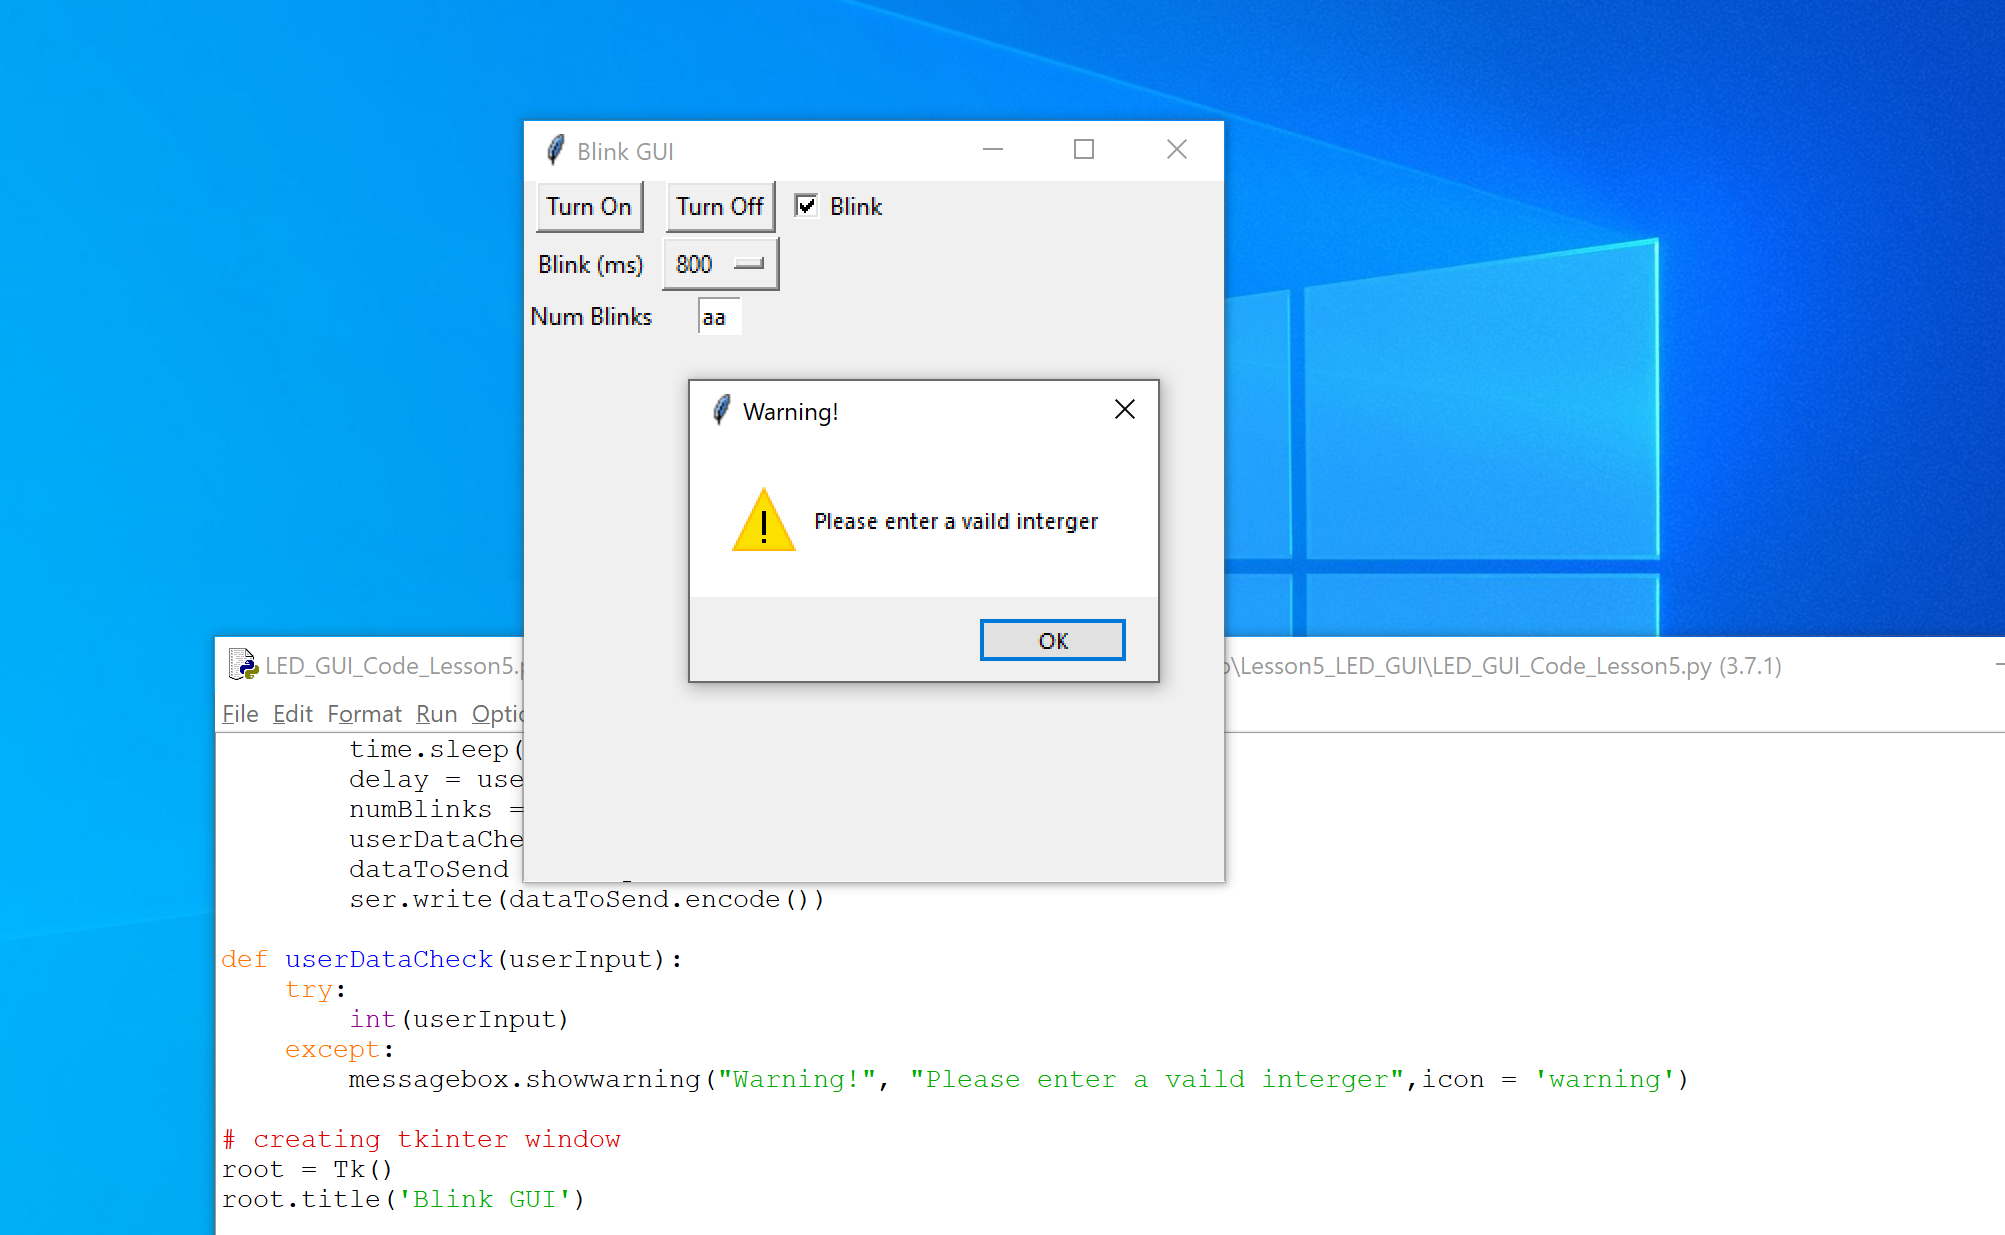 Blink GUI
Turn On Turn Off Blink
Blink (ms) 800
Num Blinks aa
Warning!
Please enter a vaild interger
OK
LED_GUI_Code_Lesson5.p \Lesson5_LED_GUI\LED_GUI_Code_Lesson5.py (3.7.1)
File Edit Format Run Optio
time.sleep(
delay = use
numBlinks =
userDataChe
dataToSend
ser.write(dataToSend.encode())
def userDataCheck(userInput):
try:
int(userInput)
except:
messagebox.showwarning("Warning!", "Please enter a vaild interger",icon = 'warning')
# creating tkinter window
root = Tk()
root.title('Blink GUI')